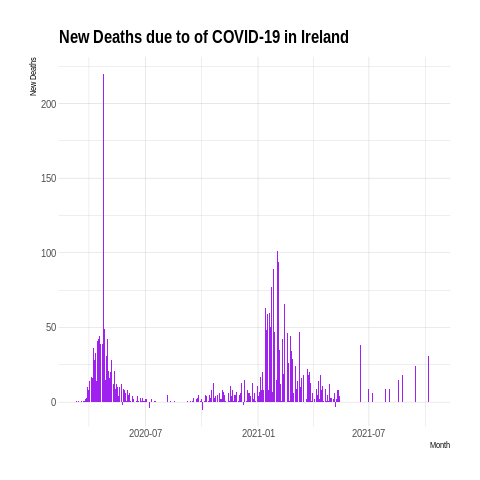 New Deaths due to of COVID-19 in Ireland
New Deaths
200
150
100
50
0
2020-07
2021-01
2021-07
Month